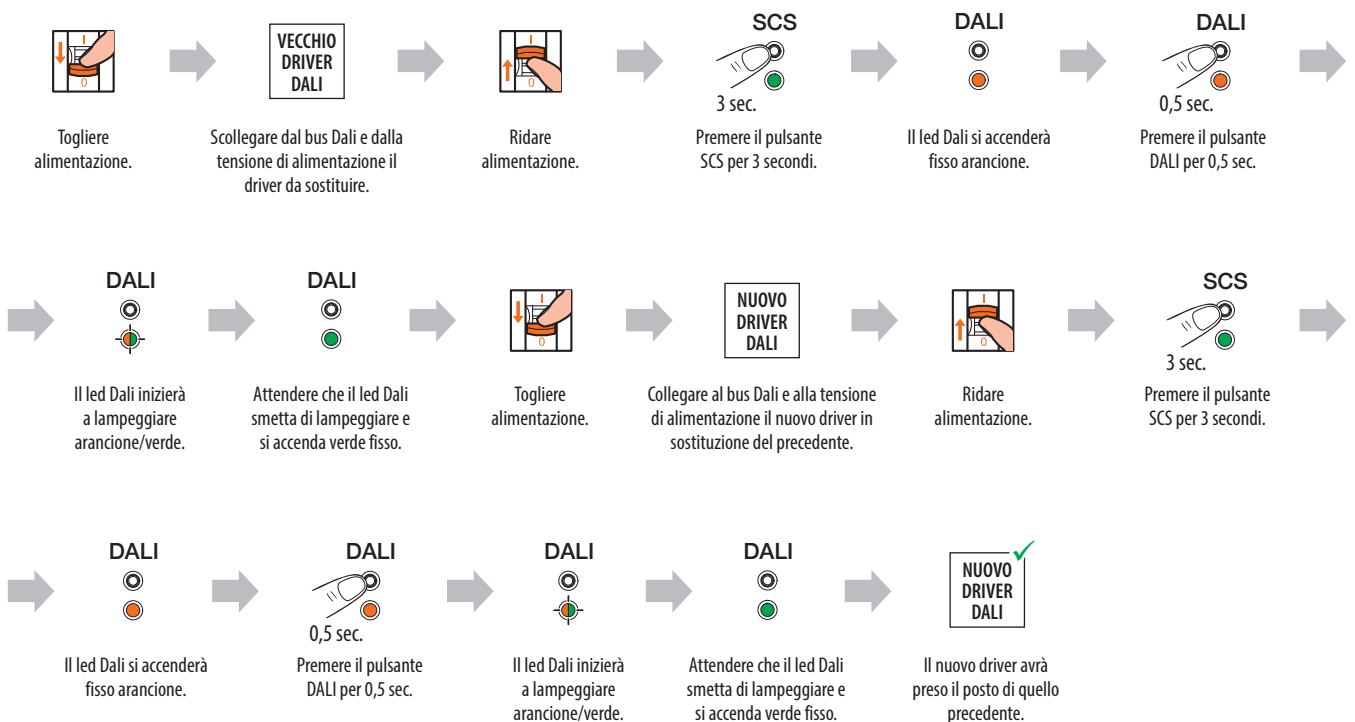 I
0
VECCHIO
DRIVER
DALI
I
0
SCS
3 sec.
DALI
DALI
0,5 sec.
Togliere
alimentazione.
Scollegare dal bus Dali e dalla
tensione di alimentazione il
driver da sostituire.
Ridare
alimentazione.
Premere il pulsante
SCS per 3 secondi.
Il led Dali si accenderà
fisso arancione.
Premere il pulsante
DALI per 0,5 sec.
DALI
DALI
I
0
NUOVO
DRIVER
DALI
I
0
SCS
3 sec.
Il led Dali inizierà
a lampeggiare
arancione/verde.
Attendere che il led Dali
smetta di lampeggiare e
si accenda verde fisso.
Togliere
alimentazione.
Collegare al bus Dali e alla tensione
di alimentazione il nuovo driver in
sostituzione del precedente.
Ridare
alimentazione.
Premere il pulsante
SCS per 3 secondi.
DALI
DALI
0,5 sec.
DALI
DALI
NUOVO
DRIVER
DALI
Il led Dali si accenderà
fisso arancione.
Premere il pulsante
DALI per 0,5 sec.
Il led Dali inizierà
a lampeggiare
arancione/verde.
Attendere che il led Dali
smetta di lampeggiare e
si accenda verde fisso.
Il nuovo driver avrà
preso il posto di quello
precedente.